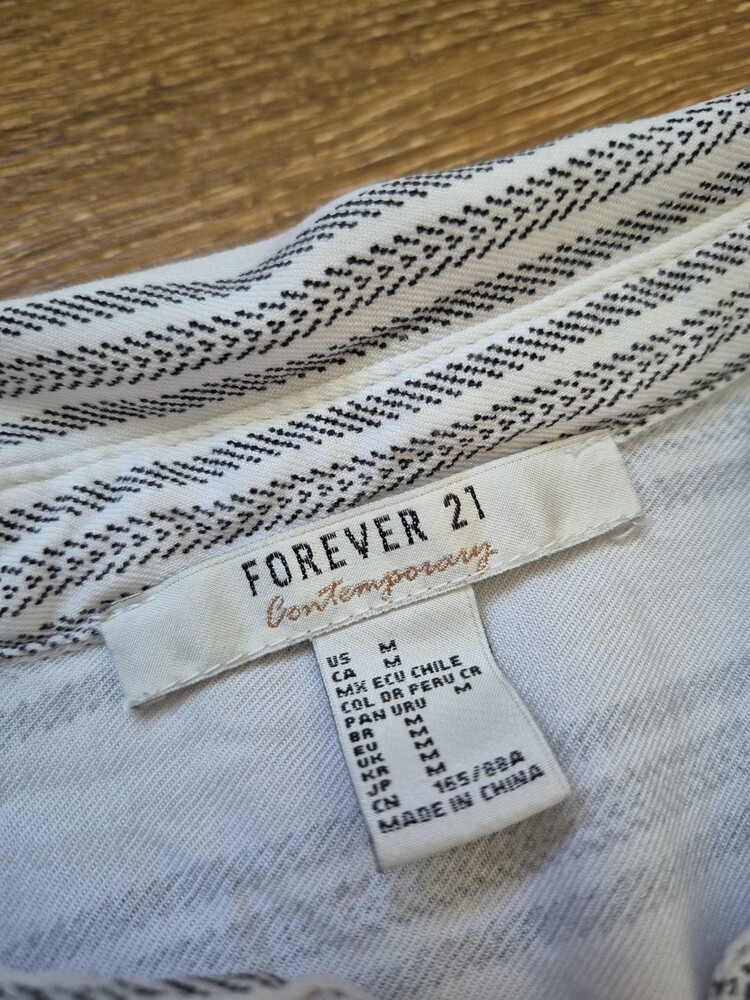 FOREVER 21
Contemporary
US M
CA M
MX ECU CHILE
COL DR PERU CR
PAN URU M
BR M
EU M
UK M
KR M
JP M
CN 165/88A
MADE IN CHINA